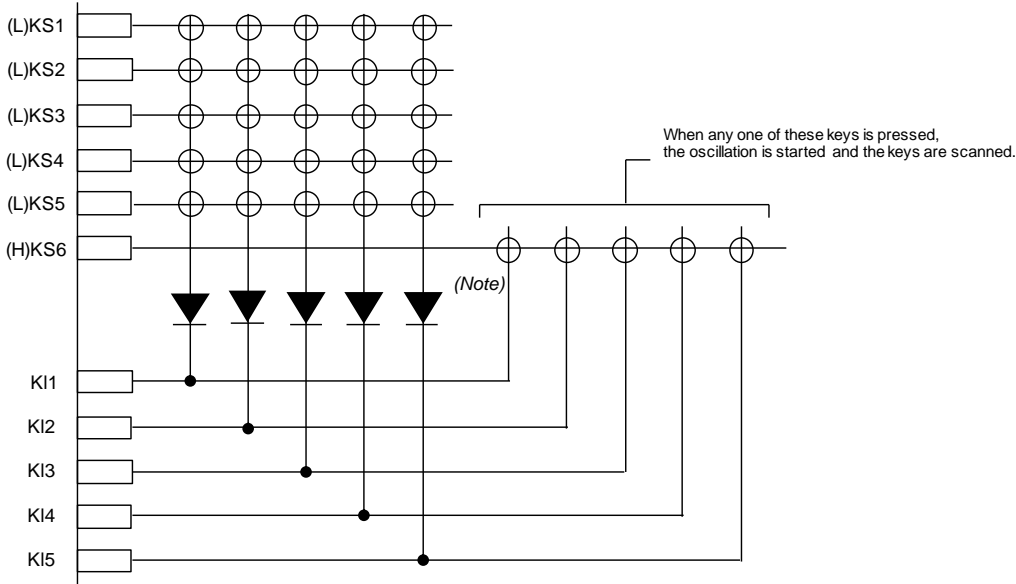 (L)KS1
(L)KS2
(L)KS3
(L)KS4
(L)KS5
(H)KS6
When any one of these keys is pressed,
the oscillation is started and the keys are scanned.
(Note)
KI1
KI2
KI3
KI4
KI5